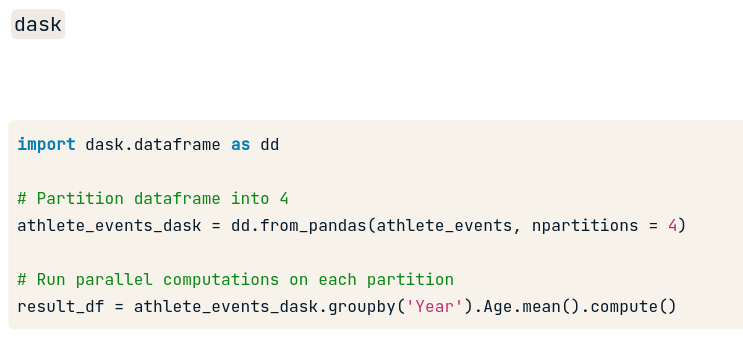 dask
import dask.dataframe as dd
# Partition dataframe into 4
athlete_events_dask = dd.from_pandas(athlete_events, npartitions = 4)
# Run parallel computations on each partition
result_df = athlete_events_dask.groupby('Year').Age.mean().compute()